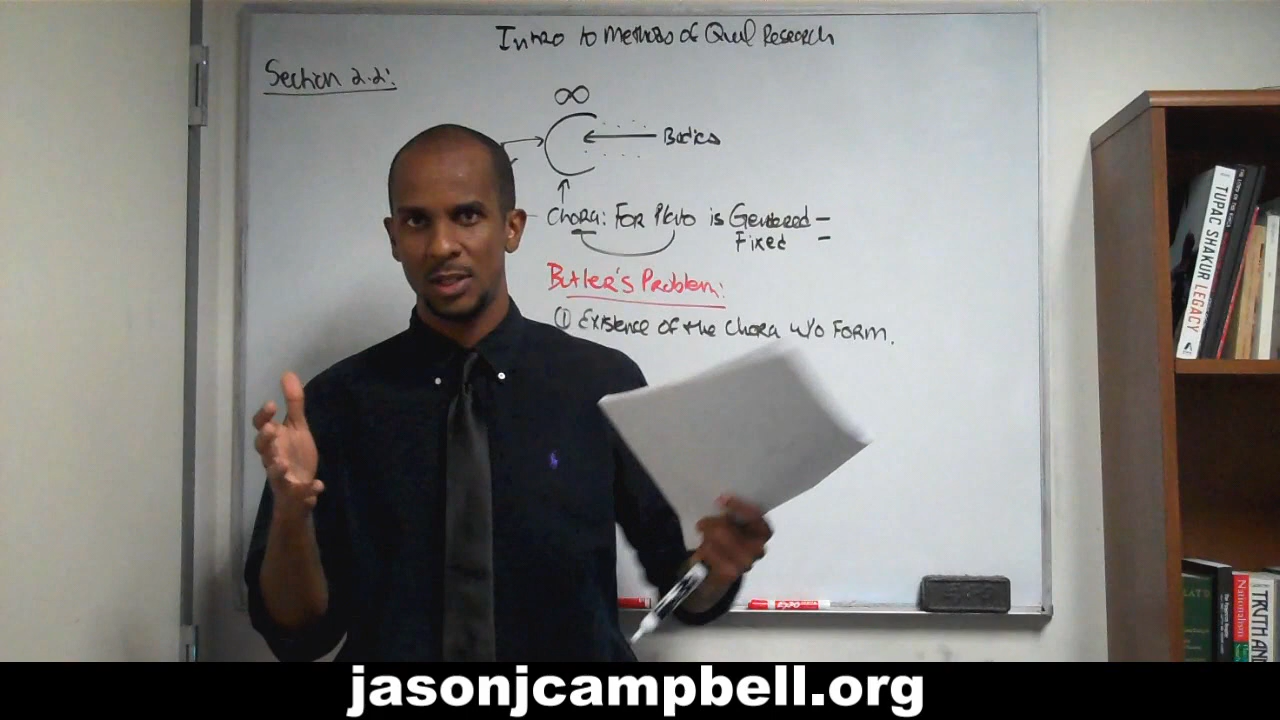 Intro to Methods of Qual Research
Section 2.2:
∞
Bodies
Chora: For Plato is Gendered –
Fixed –
Butler's Problem:
① Existence of the Chora w/o Form.
TUPAC SHAKUR LEGACY
EXPO
Nationalism
TRUTH AND
jasonjcampbell.org